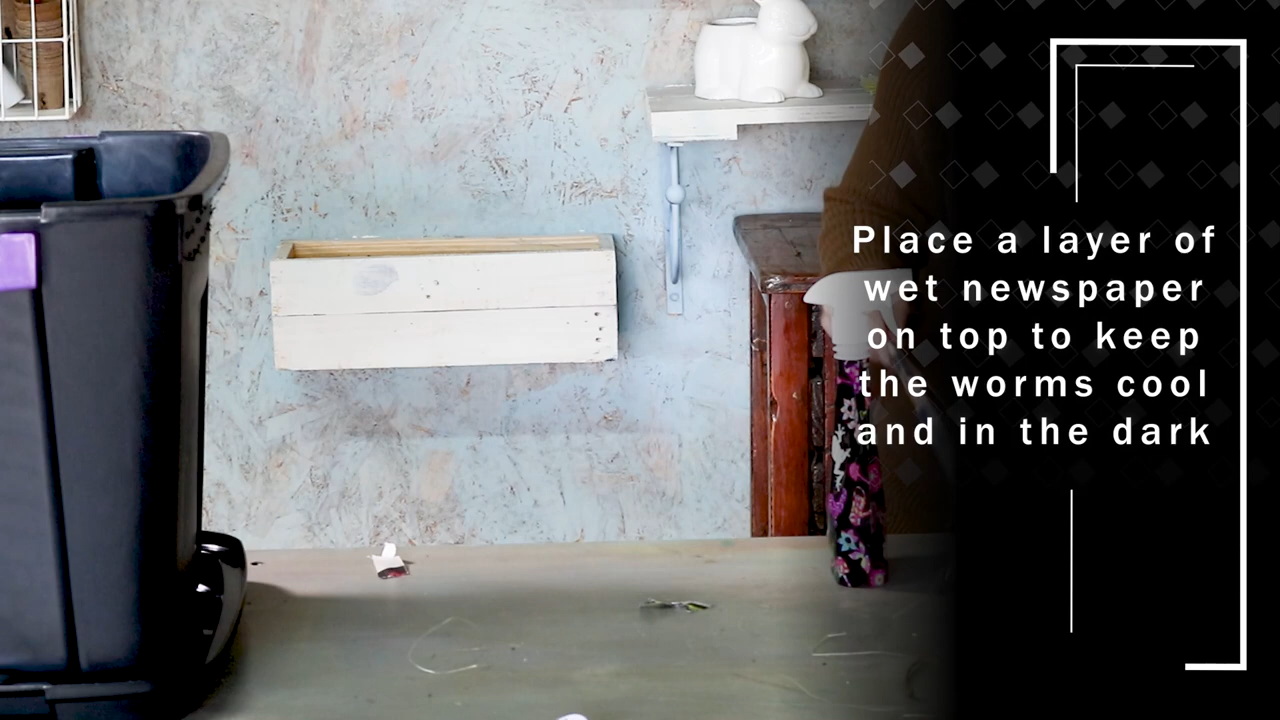 Place a layer of
wet newspaper
on top to keep
the worms cool
and in the dark